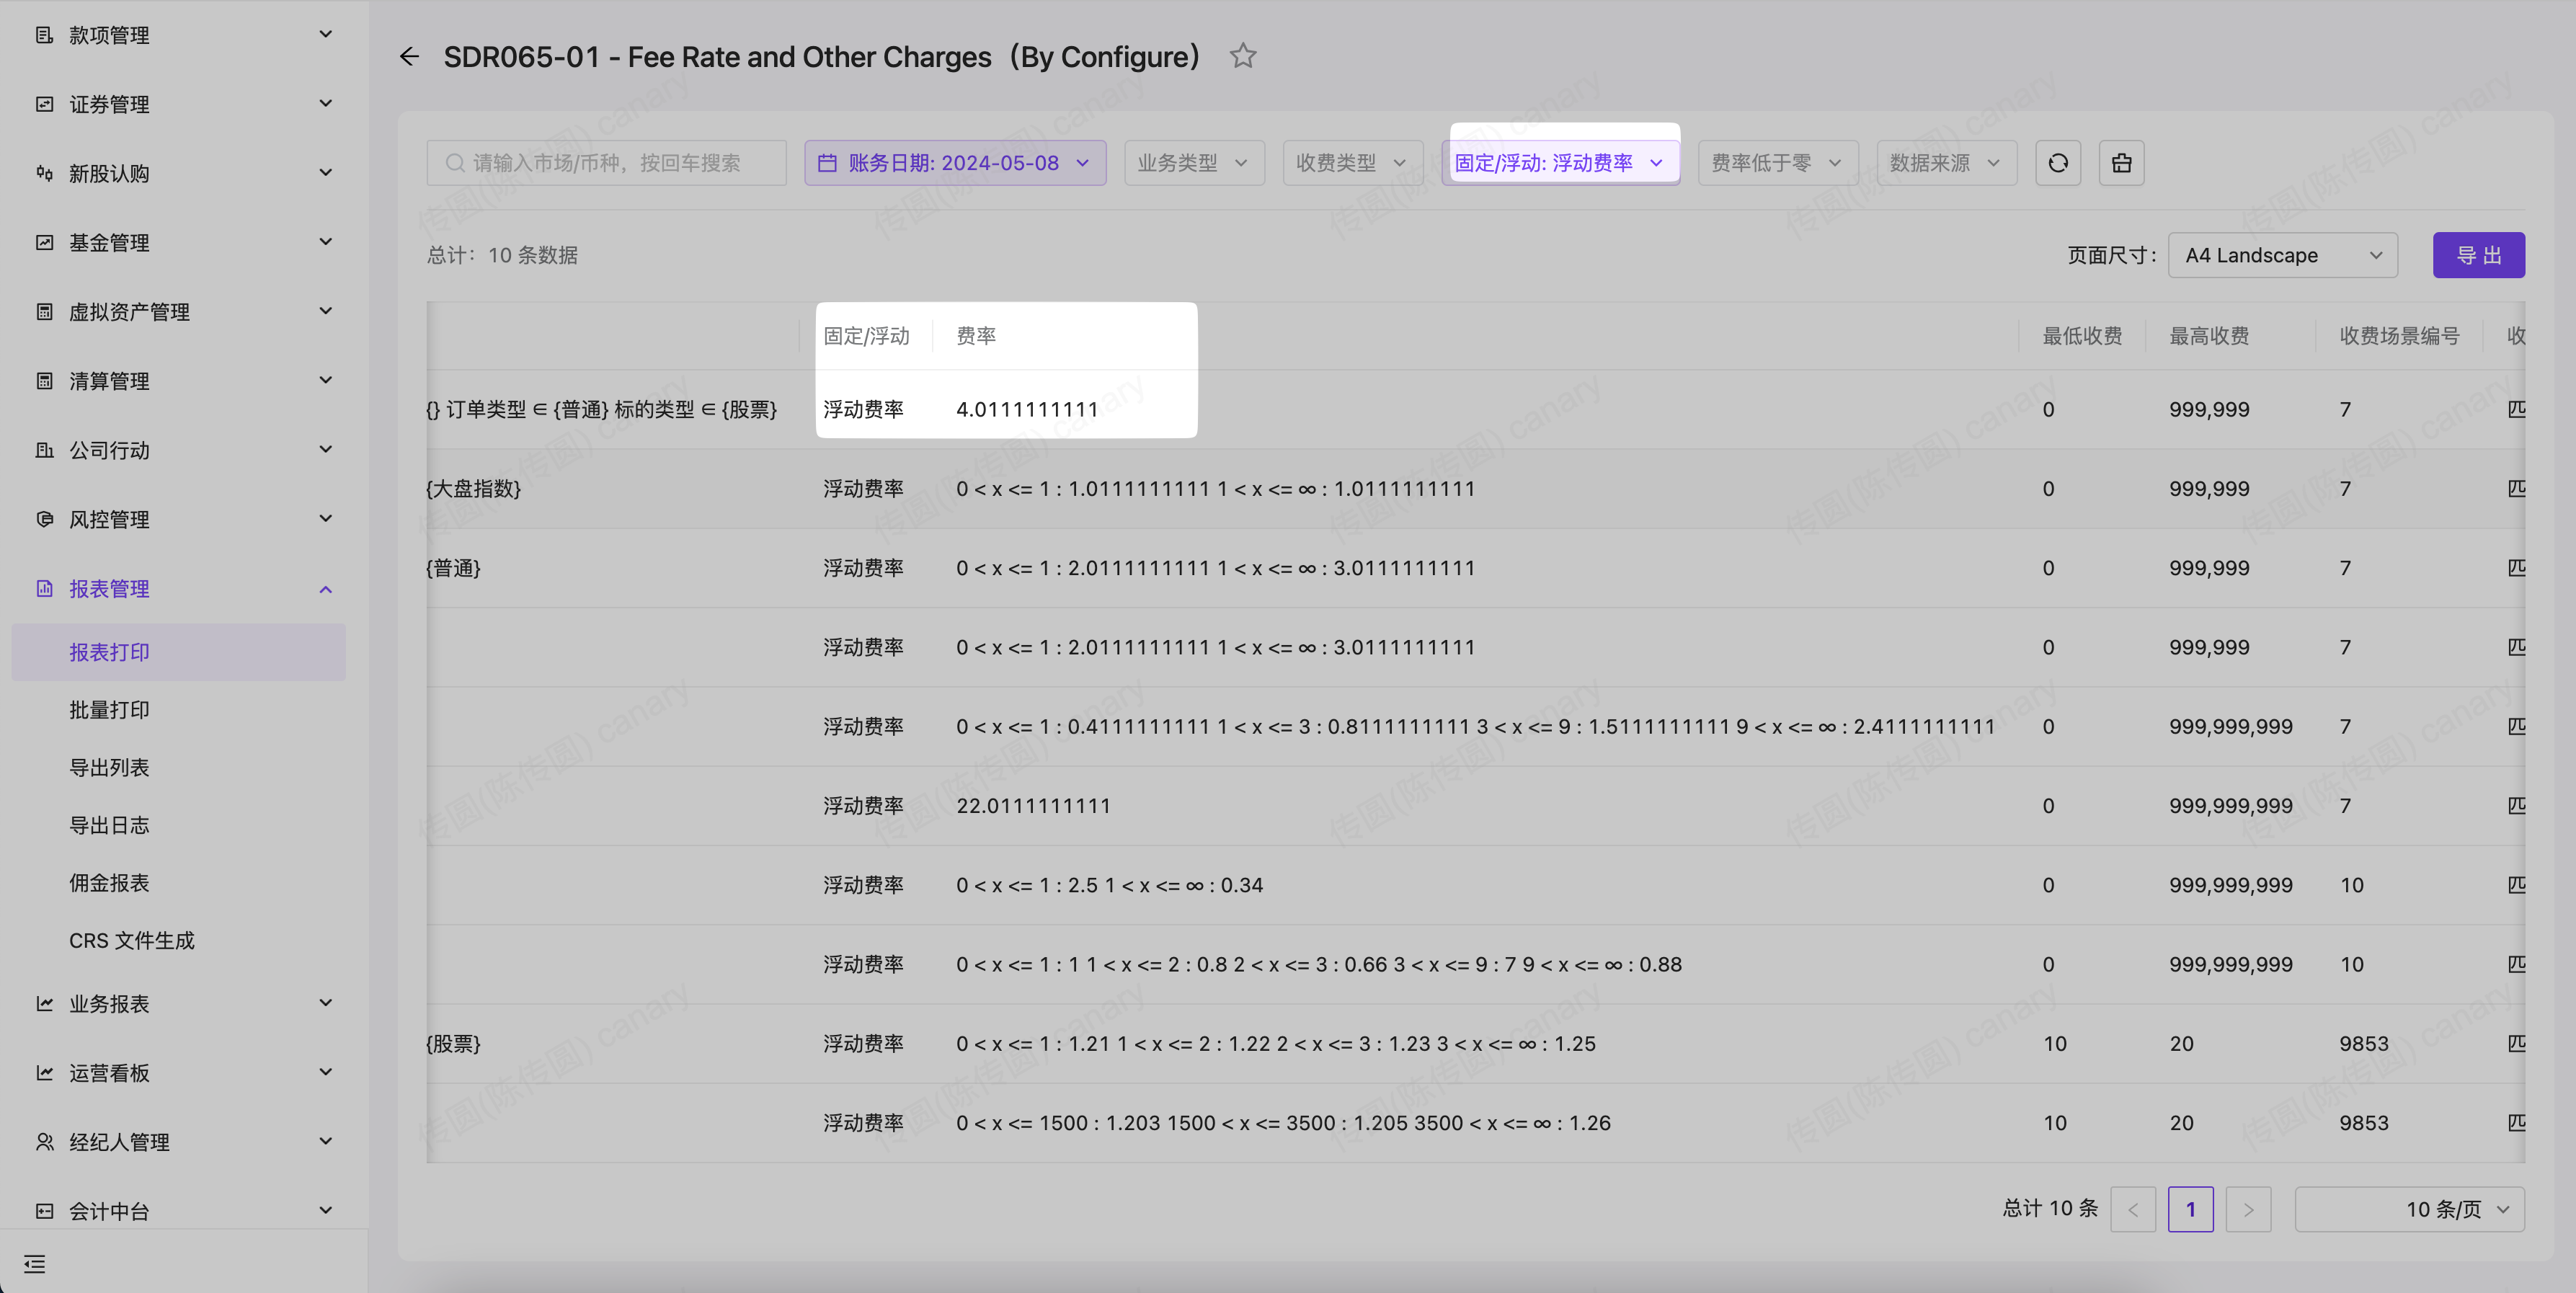 款项管理
证券管理
新股认购
基金管理
虚拟资产管理
清算管理
公司行动
风控管理
报表管理
报表打印
批量打印
导出列表
导出日志
佣金报表
CRS 文件生成
业务报表
运营看板
经纪人管理
会计中台
SDR065-01 - Fee Rate and Other Charges（By Configure）
请输入市场/币种，按回车搜索 账务日期: 2024-05-08 业务类型 收费类型 固定/浮动: 浮动费率 费率低于零 数据来源
总计： 10 条数据 页面尺寸: A4 Landscape 导 出
固定/浮动 费率 最低收费 最高收费 收费场景编号 收
{} 订单类型 ∈ {普通} 标的类型 ∈ {股票} 浮动费率 4.0111111111 0 999,999 7
{大盘指数} 浮动费率 0 < x <= 1 : 1.0111111111 1 < x <= ∞ : 1.0111111111 0 999,999 7
{普通} 浮动费率 0 < x <= 1 : 2.0111111111 1 < x <= ∞ : 3.0111111111 0 999,999 7
浮动费率 0 < x <= 1 : 2.0111111111 1 < x <= ∞ : 3.0111111111 0 999,999 7
浮动费率 0 < x <= 1 : 0.4111111111 1 < x <= 3 : 0.8111111111 3 < x <= 9 : 1.5111111111 9 < x <= ∞ : 2.4111111111 0 999,999,999 7
浮动费率 22.0111111111 0 999,999,999 7
浮动费率 0 < x <= 1 : 2.5 1 < x <= ∞ : 0.34 0 999,999,999 10
浮动费率 0 < x <= 1 : 1 1 < x <= 2 : 0.8 2 < x <= 3 : 0.66 3 < x <= 9 : 7 9 < x <= ∞ : 0.88 0 999,999,999 10
{股票} 浮动费率 0 < x <= 1 : 1.21 1 < x <= 2 : 1.22 2 < x <= 3 : 1.23 3 < x <= ∞ : 1.25 10 20 9853
浮动费率 0 < x <= 1500 : 1.203 1500 < x <= 3500 : 1.205 3500 < x <= ∞ : 1.26 10 20 9853
总计 10 条 < 1 > 10 条/页
传圆(陈传圆) canary